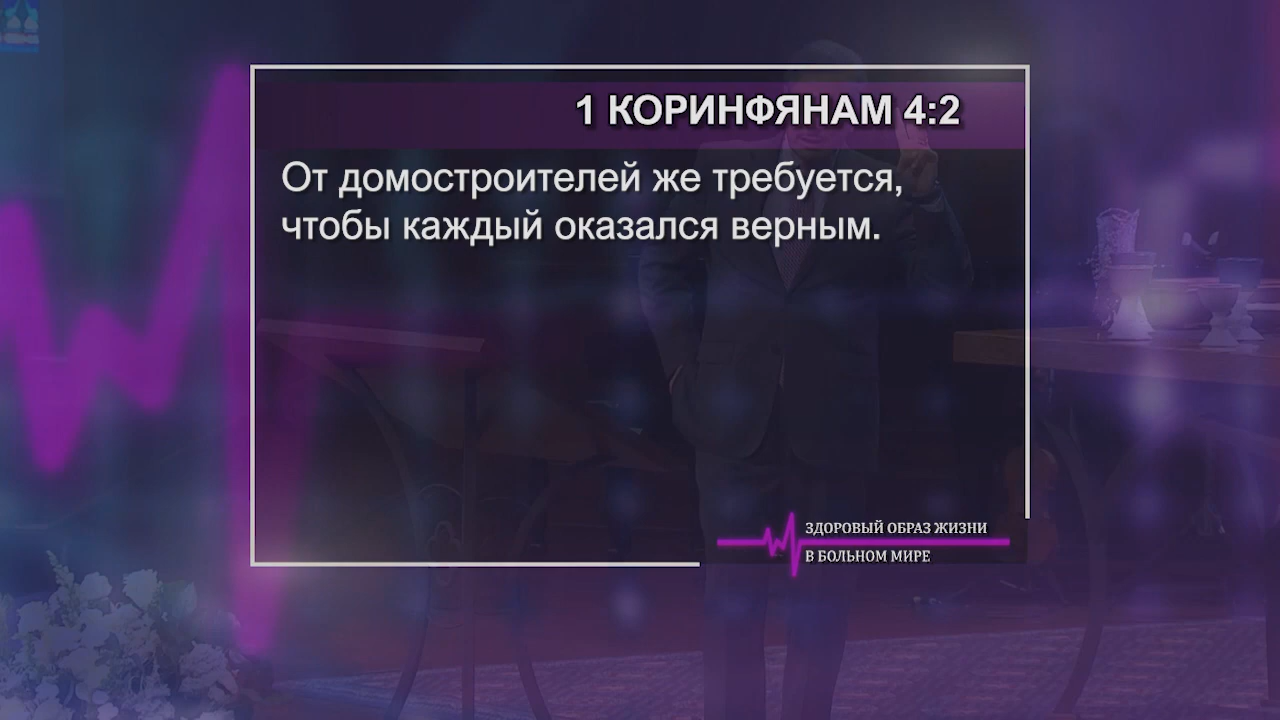 1 КОРИНФЯНАМ 4:2
От домостроителей же требуется,
чтобы каждый оказался верным.
ЗДОРОВЫЙ ОБРАЗ ЖИЗНИ
В БОЛЬНОМ МИРЕ